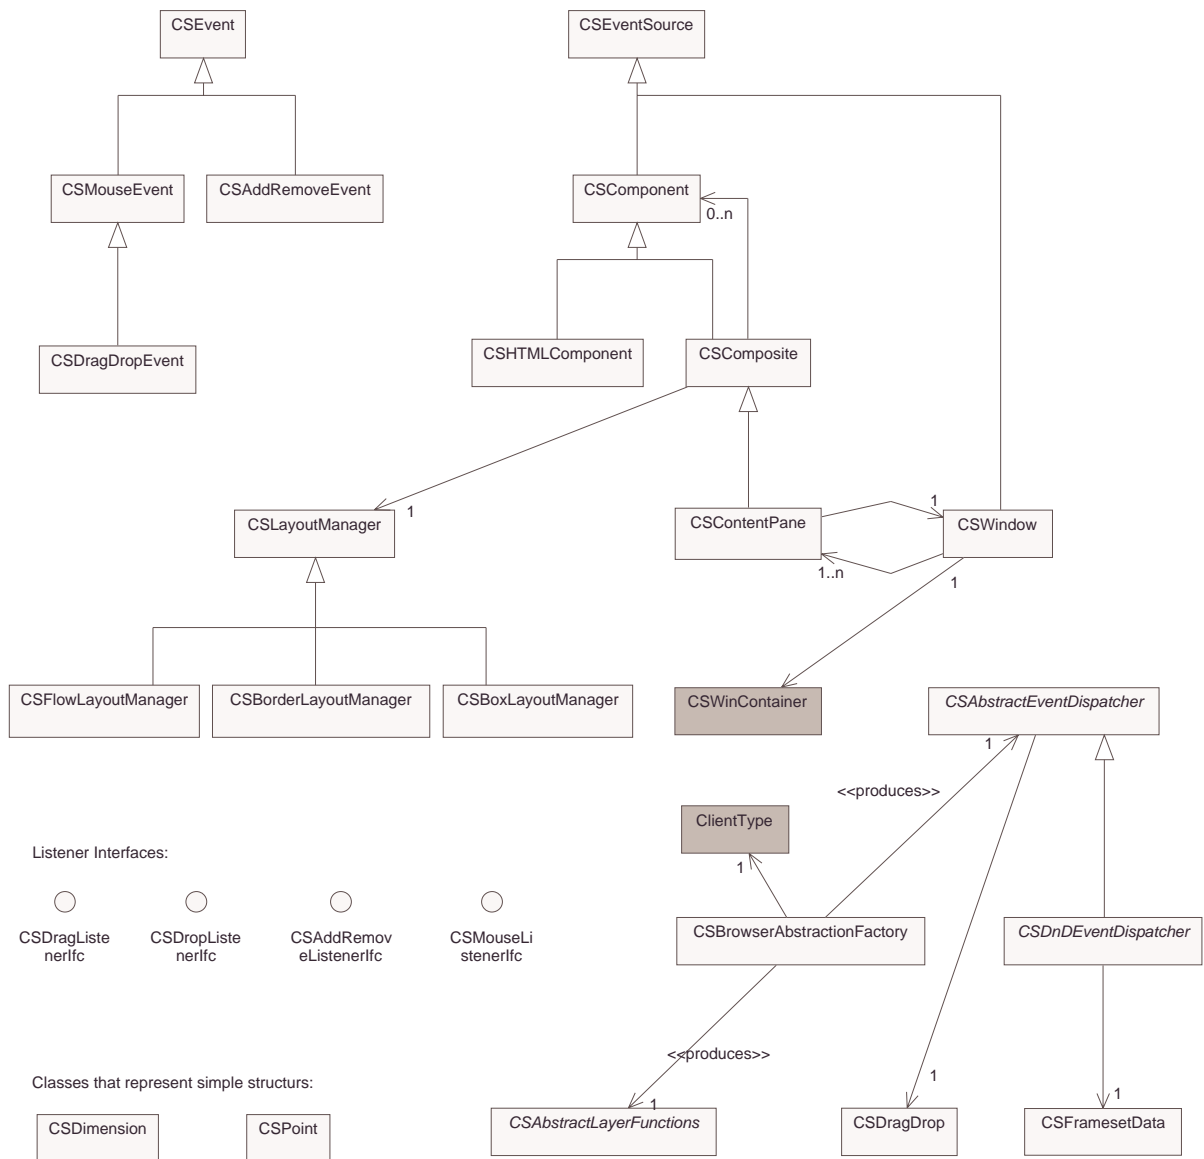 CSEvent
CSEventSource
CSMouseEvent
CSAddRemoveEvent
CSComponent
0..n
CSDragDropEvent
CSHTMLComponent
CSComposite
1
CSLayoutManager
CSContentPane
1
CSWindow
1..n
1
CSFlowLayoutManager
CSBorderLayoutManager
CSBoxLayoutManager
CSWinContainer
CSAbstractEventDispatcher
1
<<produces>>
ClientType
1
Listener Interfaces:
CSDragListe
nerIfc
CSDropListe
nerIfc
CSAddRemov
eListenerIfc
CSMouseLi
stenerIfc
CSBrowserAbstractionFactory
CSDnDEventDispatcher
<<produces>>
Classes that represent simple structurs:
1
1
1
CSDimension
CSPoint
CSAbstractLayerFunctions
CSDragDrop
CSFramesetData